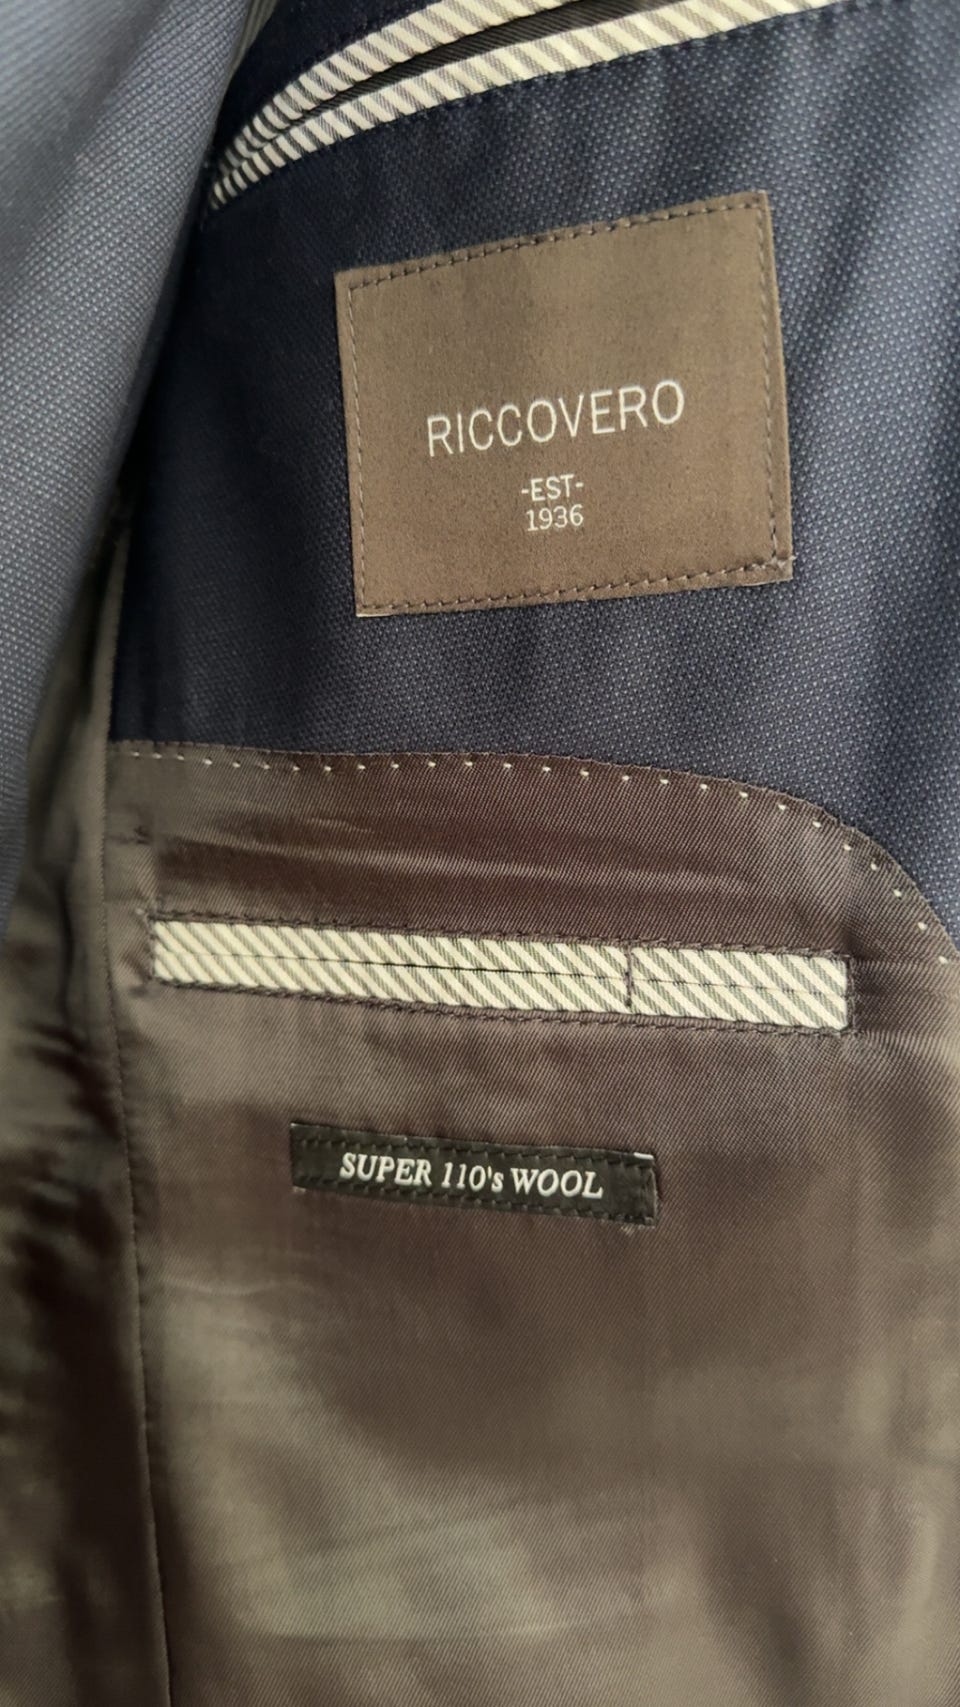 RICCOVERO
-EST-
1936
SUPER 110's WOOL